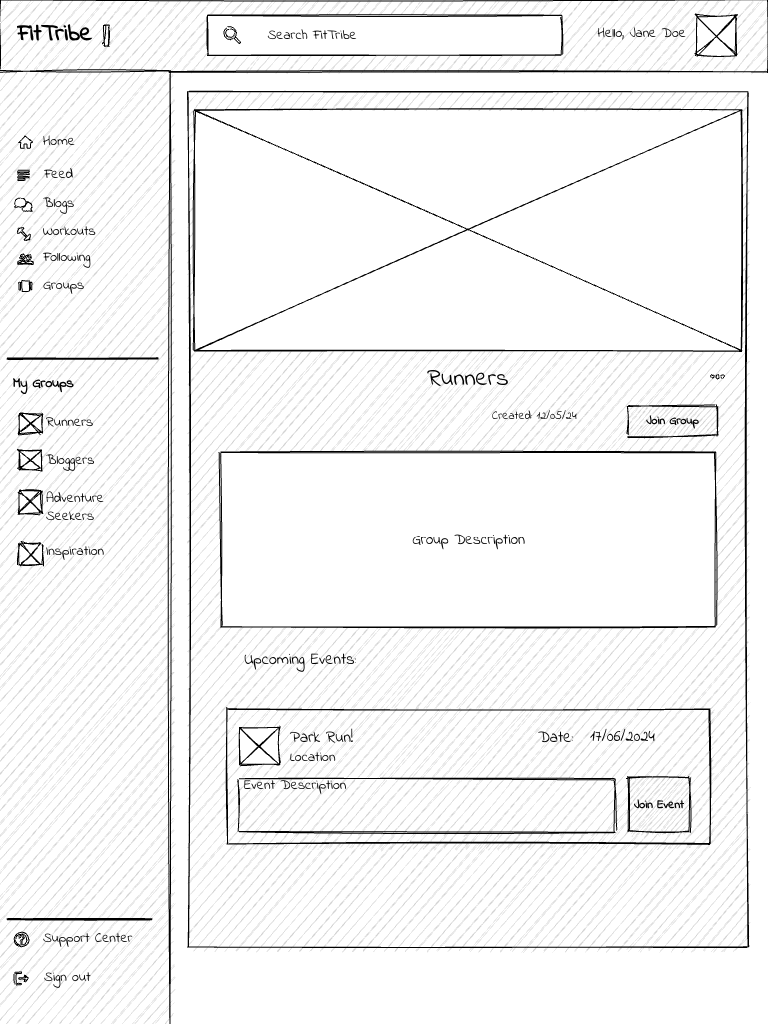 FitTribe
Search FitTribe
Hello, Jane Doe
Home
Feed
Blogs
Workouts
Following
Groups
My Groups
Runners
Bloggers
Adventure
Seekers
Inspiration
Support Center
Sign out
Runners
Created: 12/05/24
Join Group
Group Description
Upcoming Events:
Park Run!
Date: 17/06/2024
Location
Event Description
Join Event